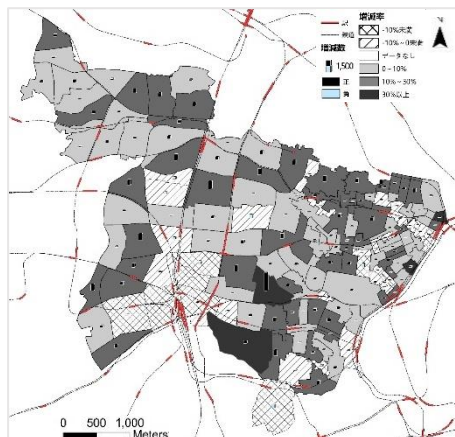 駅
鉄道
増減数
1,500
正
負
増減率
-10%未満
-10%~0未満
データなし
0~10%
10~30%
30%以上
N
0 500 1,000
Meters